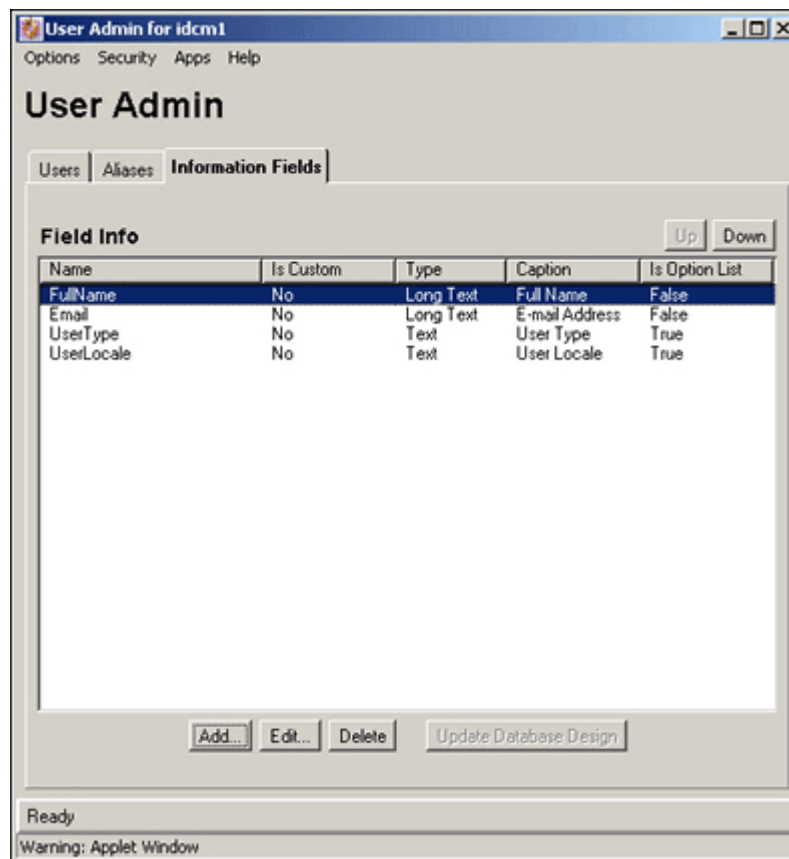 User Admin for idcm1
Options Security Apps Help
User Admin
Users Aliases Information Fields
Field Info Up Down
Name Is Custom Type Caption Is Option List
FullName No Long Text Full Name False
Email No Long Text E-mail Address False
UserType No Text User Type True
UserLocale No Text User Locale True
Add... Edit... Delete Update Database Design
Ready
Warning: Applet Window